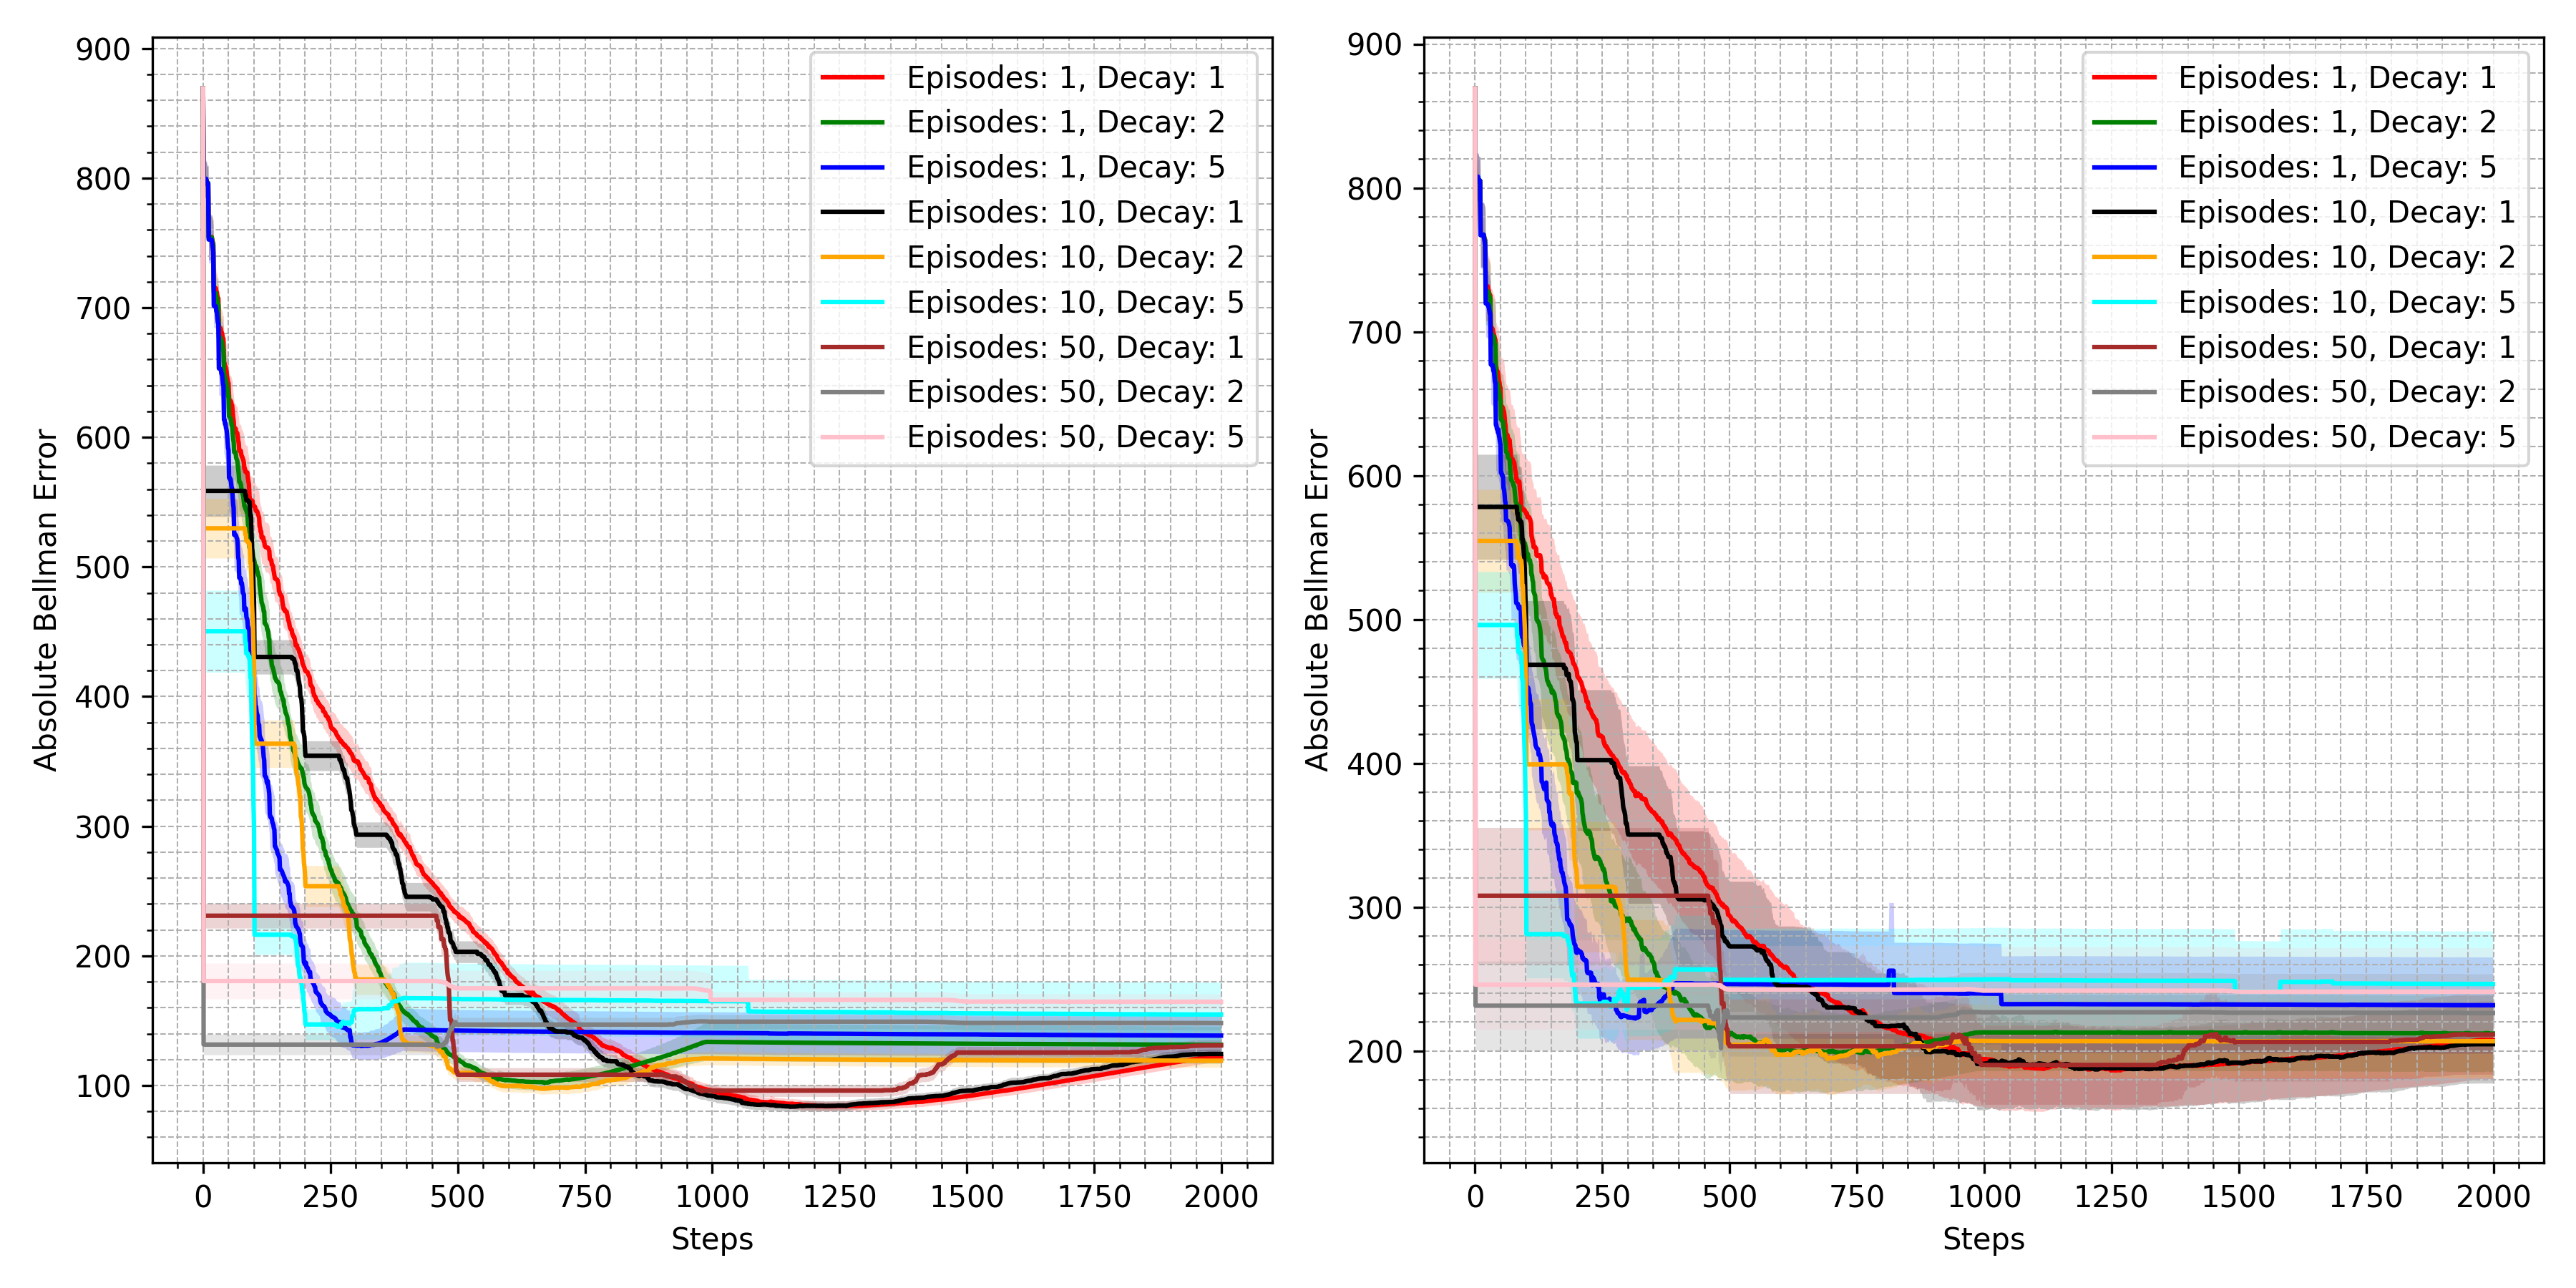 900
800
700
600
500
400
300
200
100
Absolute Bellman Error
0 250 500 750 1000 1250 1500 1750 2000
Steps
Episodes: 1, Decay: 1
Episodes: 1, Decay: 2
Episodes: 1, Decay: 5
Episodes: 10, Decay: 1
Episodes: 10, Decay: 2
Episodes: 10, Decay: 5
Episodes: 50, Decay: 1
Episodes: 50, Decay: 2
Episodes: 50, Decay: 5
900
800
700
600
500
400
300
200
Absolute Bellman Error
0 250 500 750 1000 1250 1500 1750 2000
Steps
Episodes: 1, Decay: 1
Episodes: 1, Decay: 2
Episodes: 1, Decay: 5
Episodes: 10, Decay: 1
Episodes: 10, Decay: 2
Episodes: 10, Decay: 5
Episodes: 50, Decay: 1
Episodes: 50, Decay: 2
Episodes: 50, Decay: 5